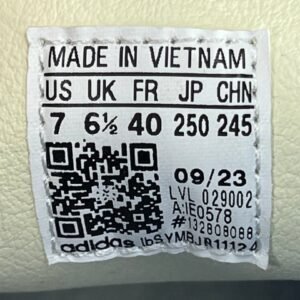 MADE IN VIETNAM
US UK FR JP CHN
7 6½ 40 250 245
09/23
LVL 029002
A:IE0578
#132808088
adidas